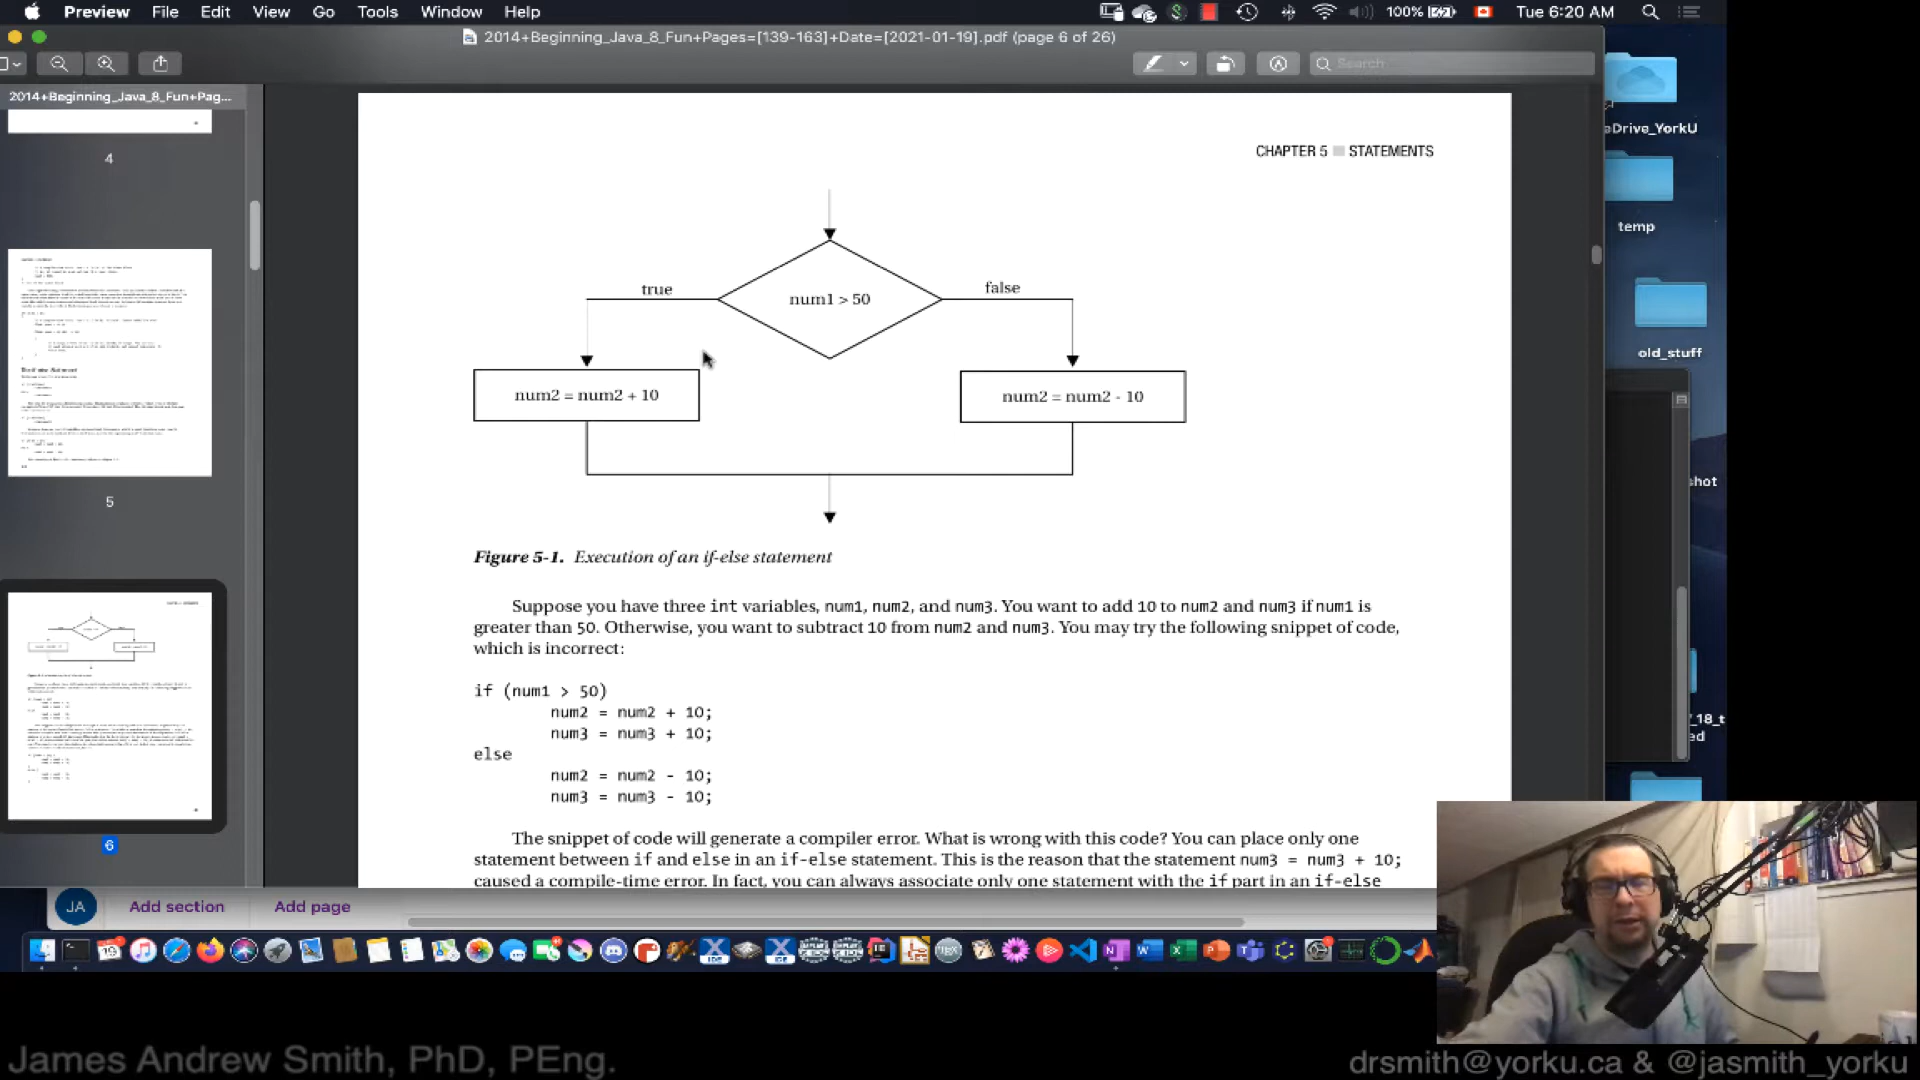 Preview File Edit View Go Tools Window Help 100% Tue 6:20 AM
2014+Beginning_Java_8_Fun+Pages=[139-163]+Date=[2021-01-19].pdf (page 6 of 26)
Search
2014+Beginning_Java_8_Fun+Pag...
4
5
6
CHAPTER 5 STATEMENTS
num1 > 50
true
false
num2 = num2 + 10
num2 = num2 - 10
Figure 5-1. Execution of an if-else statement
Suppose you have three int variables, num1, num2, and num3. You want to add 10 to num2 and num3 if num1 is
greater than 50. Otherwise, you want to subtract 10 from num2 and num3. You may try the following snippet of code,
which is incorrect:
if (num1 > 50)
num2 = num2 + 10;
num3 = num3 + 10;
else
num2 = num2 - 10;
num3 = num3 - 10;
The snippet of code will generate a compiler error. What is wrong with this code? You can place only one
statement between if and else in an if-else statement. This is the reason that the statement num3 = num3 + 10;
caused a compile-time error. In fact, you can always associate only one statement with the if part in an if-else
eDrive_YorkU
temp
old_stuff
shot
_18_t
ed
JA Add section Add page
James Andrew Smith, PhD, PEng.
drsmith@yorku.ca & @jasmith_yorku